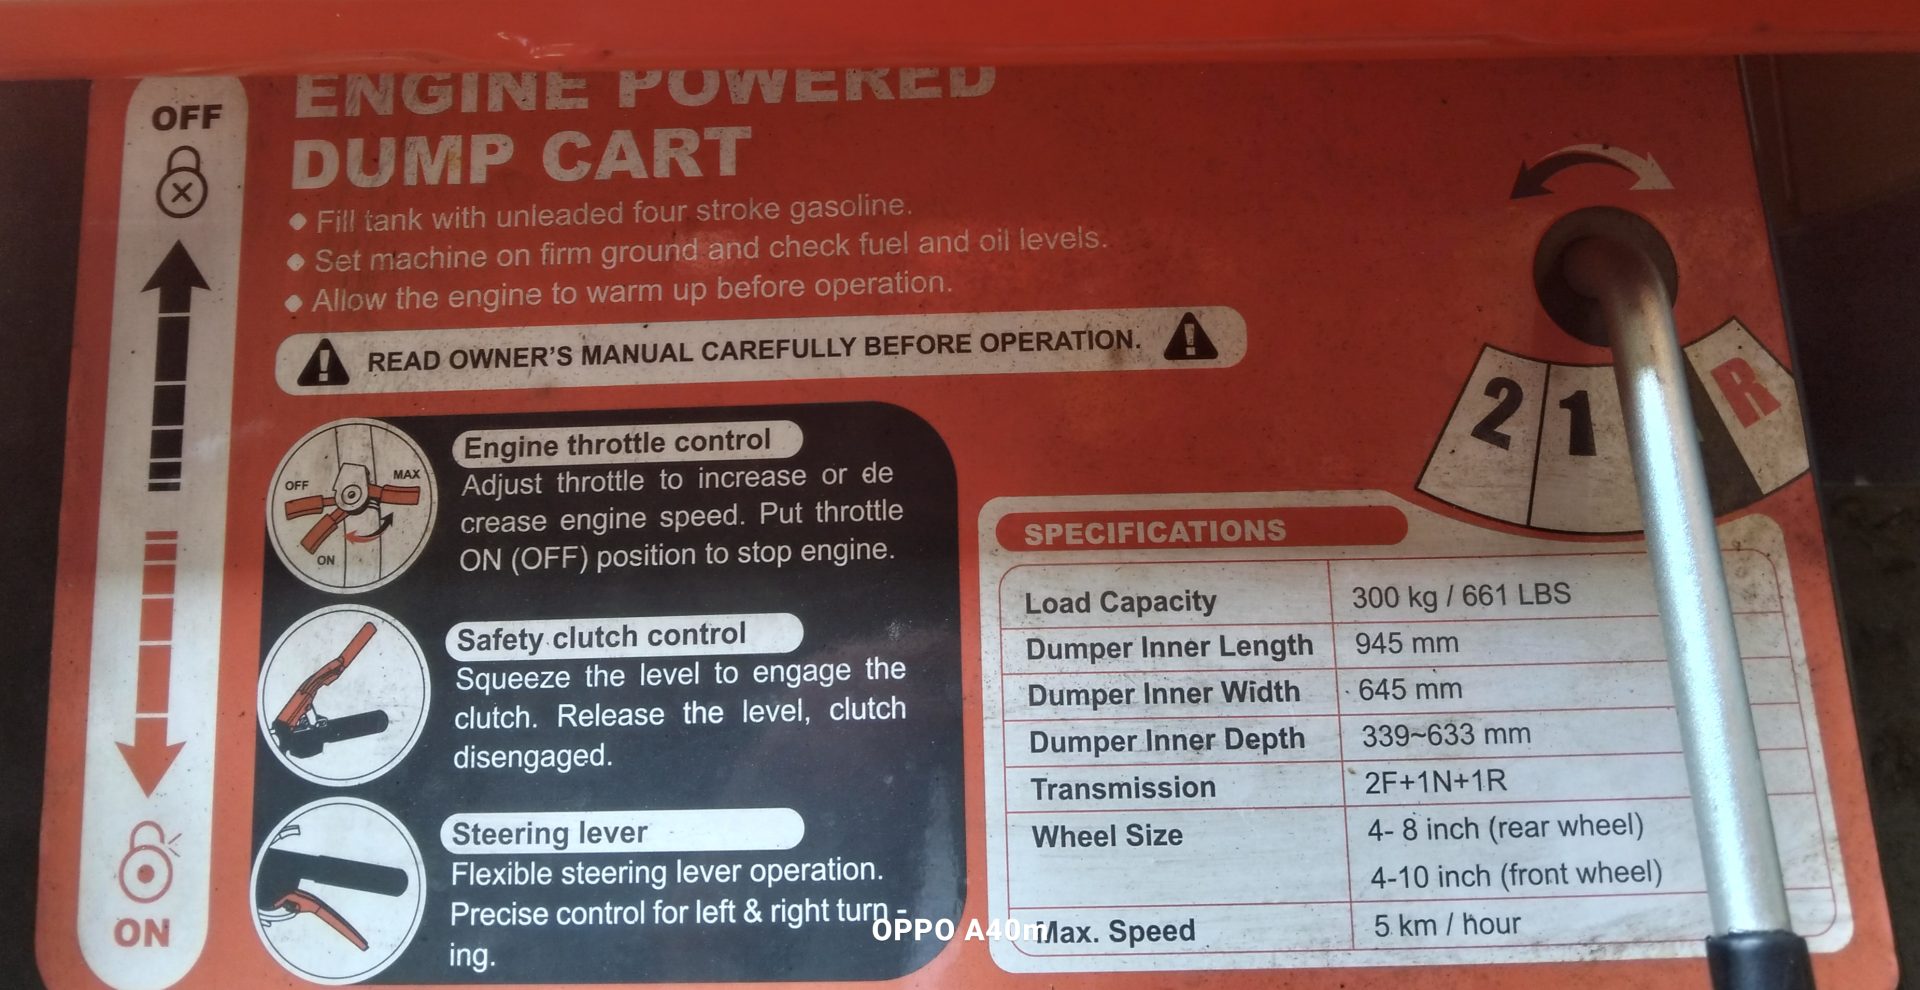 OFF
ENGINE POWERED
DUMP CART
Fill tank with unleaded four stroke gasoline.
Set machine on firm ground and check fuel and oil levels.
Allow the engine to warm up before operation.
READ OWNER'S MANUAL CAREFULLY BEFORE OPERATION.
2 1 R
Engine throttle control
OFF
MAX
ON
Adjust throttle to increase or de
crease engine speed. Put throttle
ON (OFF) position to stop engine.
Safety clutch control
Squeeze the level to engage the
clutch. Release the level, clutch
disengaged.
Steering lever
Flexible steering lever operation.
Precise control for left & right turn -
ing.
ON
SPECIFICATIONS
Load Capacity 300 kg / 661 LBS
Dumper Inner Length 945 mm
Dumper Inner Width 645 mm
Dumper Inner Depth 339~633 mm
Transmission 2F+1N+1R
Wheel Size 4- 8 inch (rear wheel)
4-10 inch (front wheel)
Max. Speed 5 km / hour
OPPO A40m